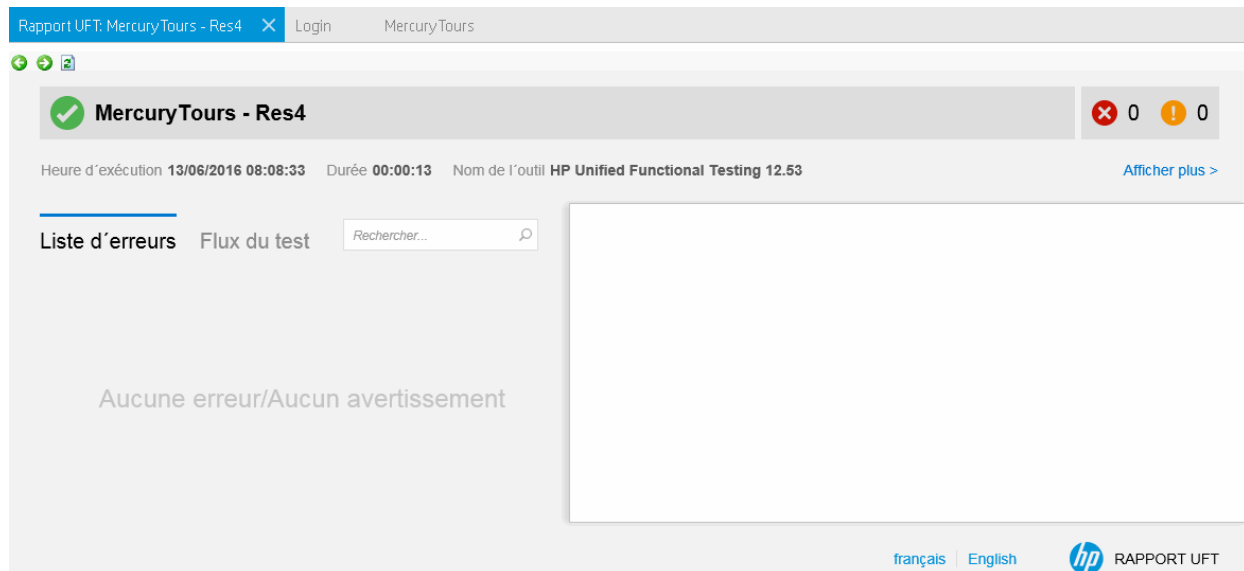 Rapport UFT: MercuryTours - Res4 Login MercuryTours
MercuryTours - Res4 0 0
Heure d´exécution 13/06/2016 08:08:33 Durée 00:00:13 Nom de l´outil HP Unified Functional Testing 12.53 Afficher plus >
Liste d´erreurs Flux du test Rechercher...
Aucune erreur/Aucun avertissement
français English hp RAPPORT UFT